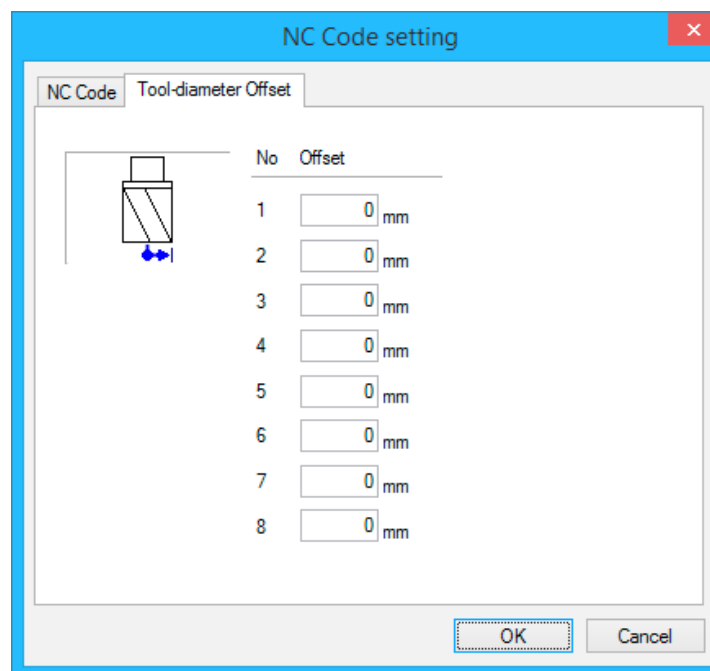 NC Code setting
NC Code Tool-diameter Offset
No Offset
1 0 mm
2 0 mm
3 0 mm
4 0 mm
5 0 mm
6 0 mm
7 0 mm
8 0 mm
OK Cancel